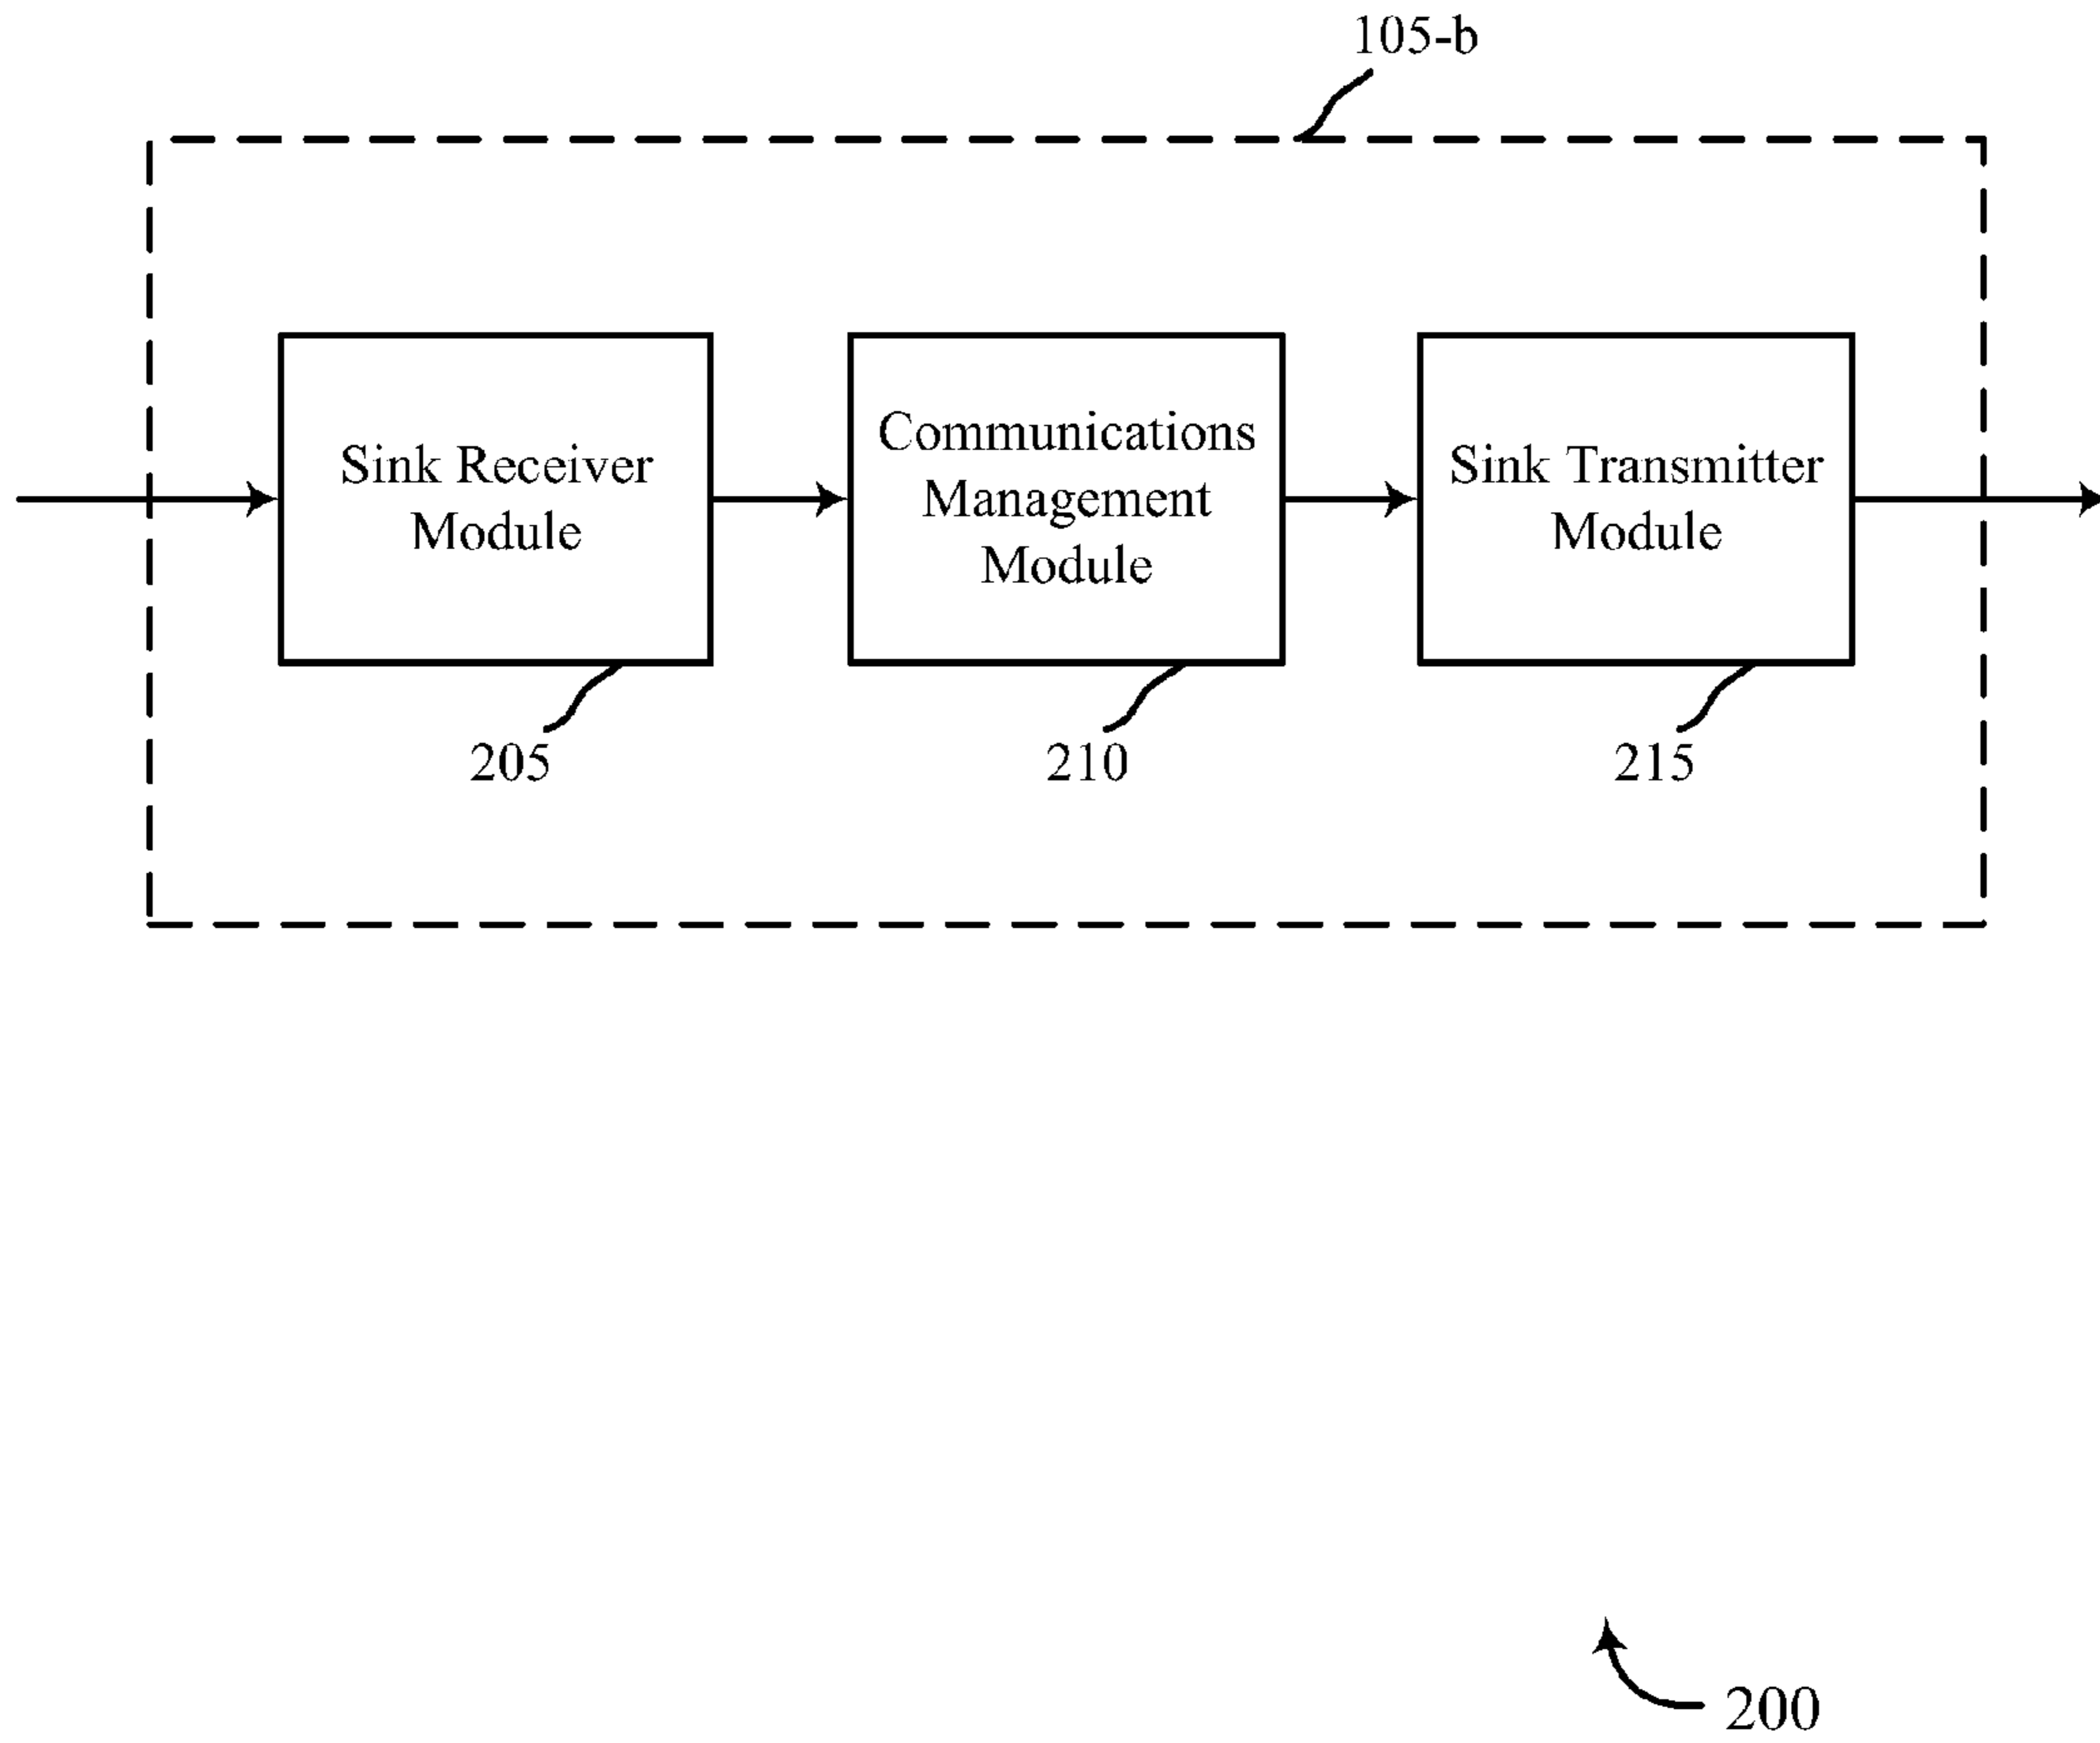 105-b
Sink Receiver
Module
Communications
Management
Module
Sink Transmitter
Module
205
210
215
200